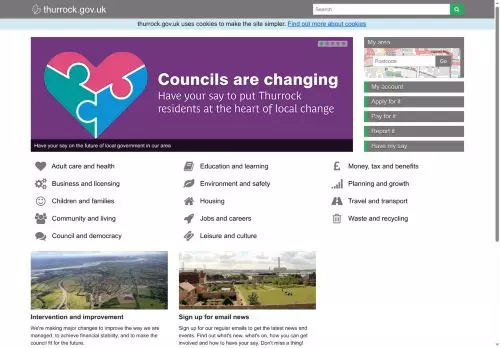 thurrock.gov.uk
Search
thurrock.gov.uk uses cookies to make the site simpler. Find out more about cookies
Councils are changing
Have your say to put Thurrock
residents at the heart of local change
Have your say on the future of local government in our area
My area
Postcode
Go
My account
Apply for it
Pay for it
Report it
Have my say
Adult care and health
Education and learning
Money, tax and benefits
Business and licensing
Environment and safety
Planning and growth
Children and families
Housing
Travel and transport
Community and living
Jobs and careers
Waste and recycling
Council and democracy
Leisure and culture
Intervention and improvement
We're making major changes to improve the way we are
managed; to achieve financial stability, and to make the
council fit for the future.
Sign up for email news
Sign up for our regular emails to get the latest news and
events. Find out what's new, what's on, how you can get
involved and how to have your say. Don't miss a thing!